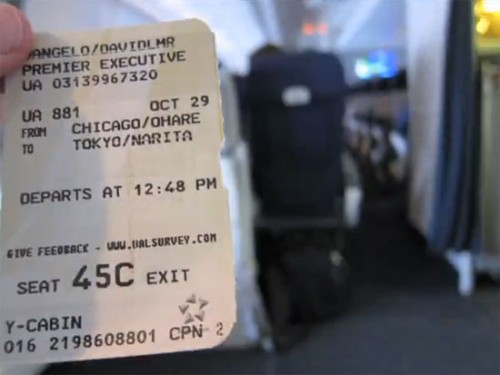 ANGELO/DAVIDLMR
PREMIER EXECUTIVE
UA 03139967320
UA 881 OCT 29
FROM CHICAGO/OHARE
TO TOKYO/NARITA
DEPARTS AT 12:48 PM
GIVE FEEDBACK - WWW.UALSURVEY.COM
SEAT 45C EXIT
Y-CABIN
016 2198608801 CPN 2